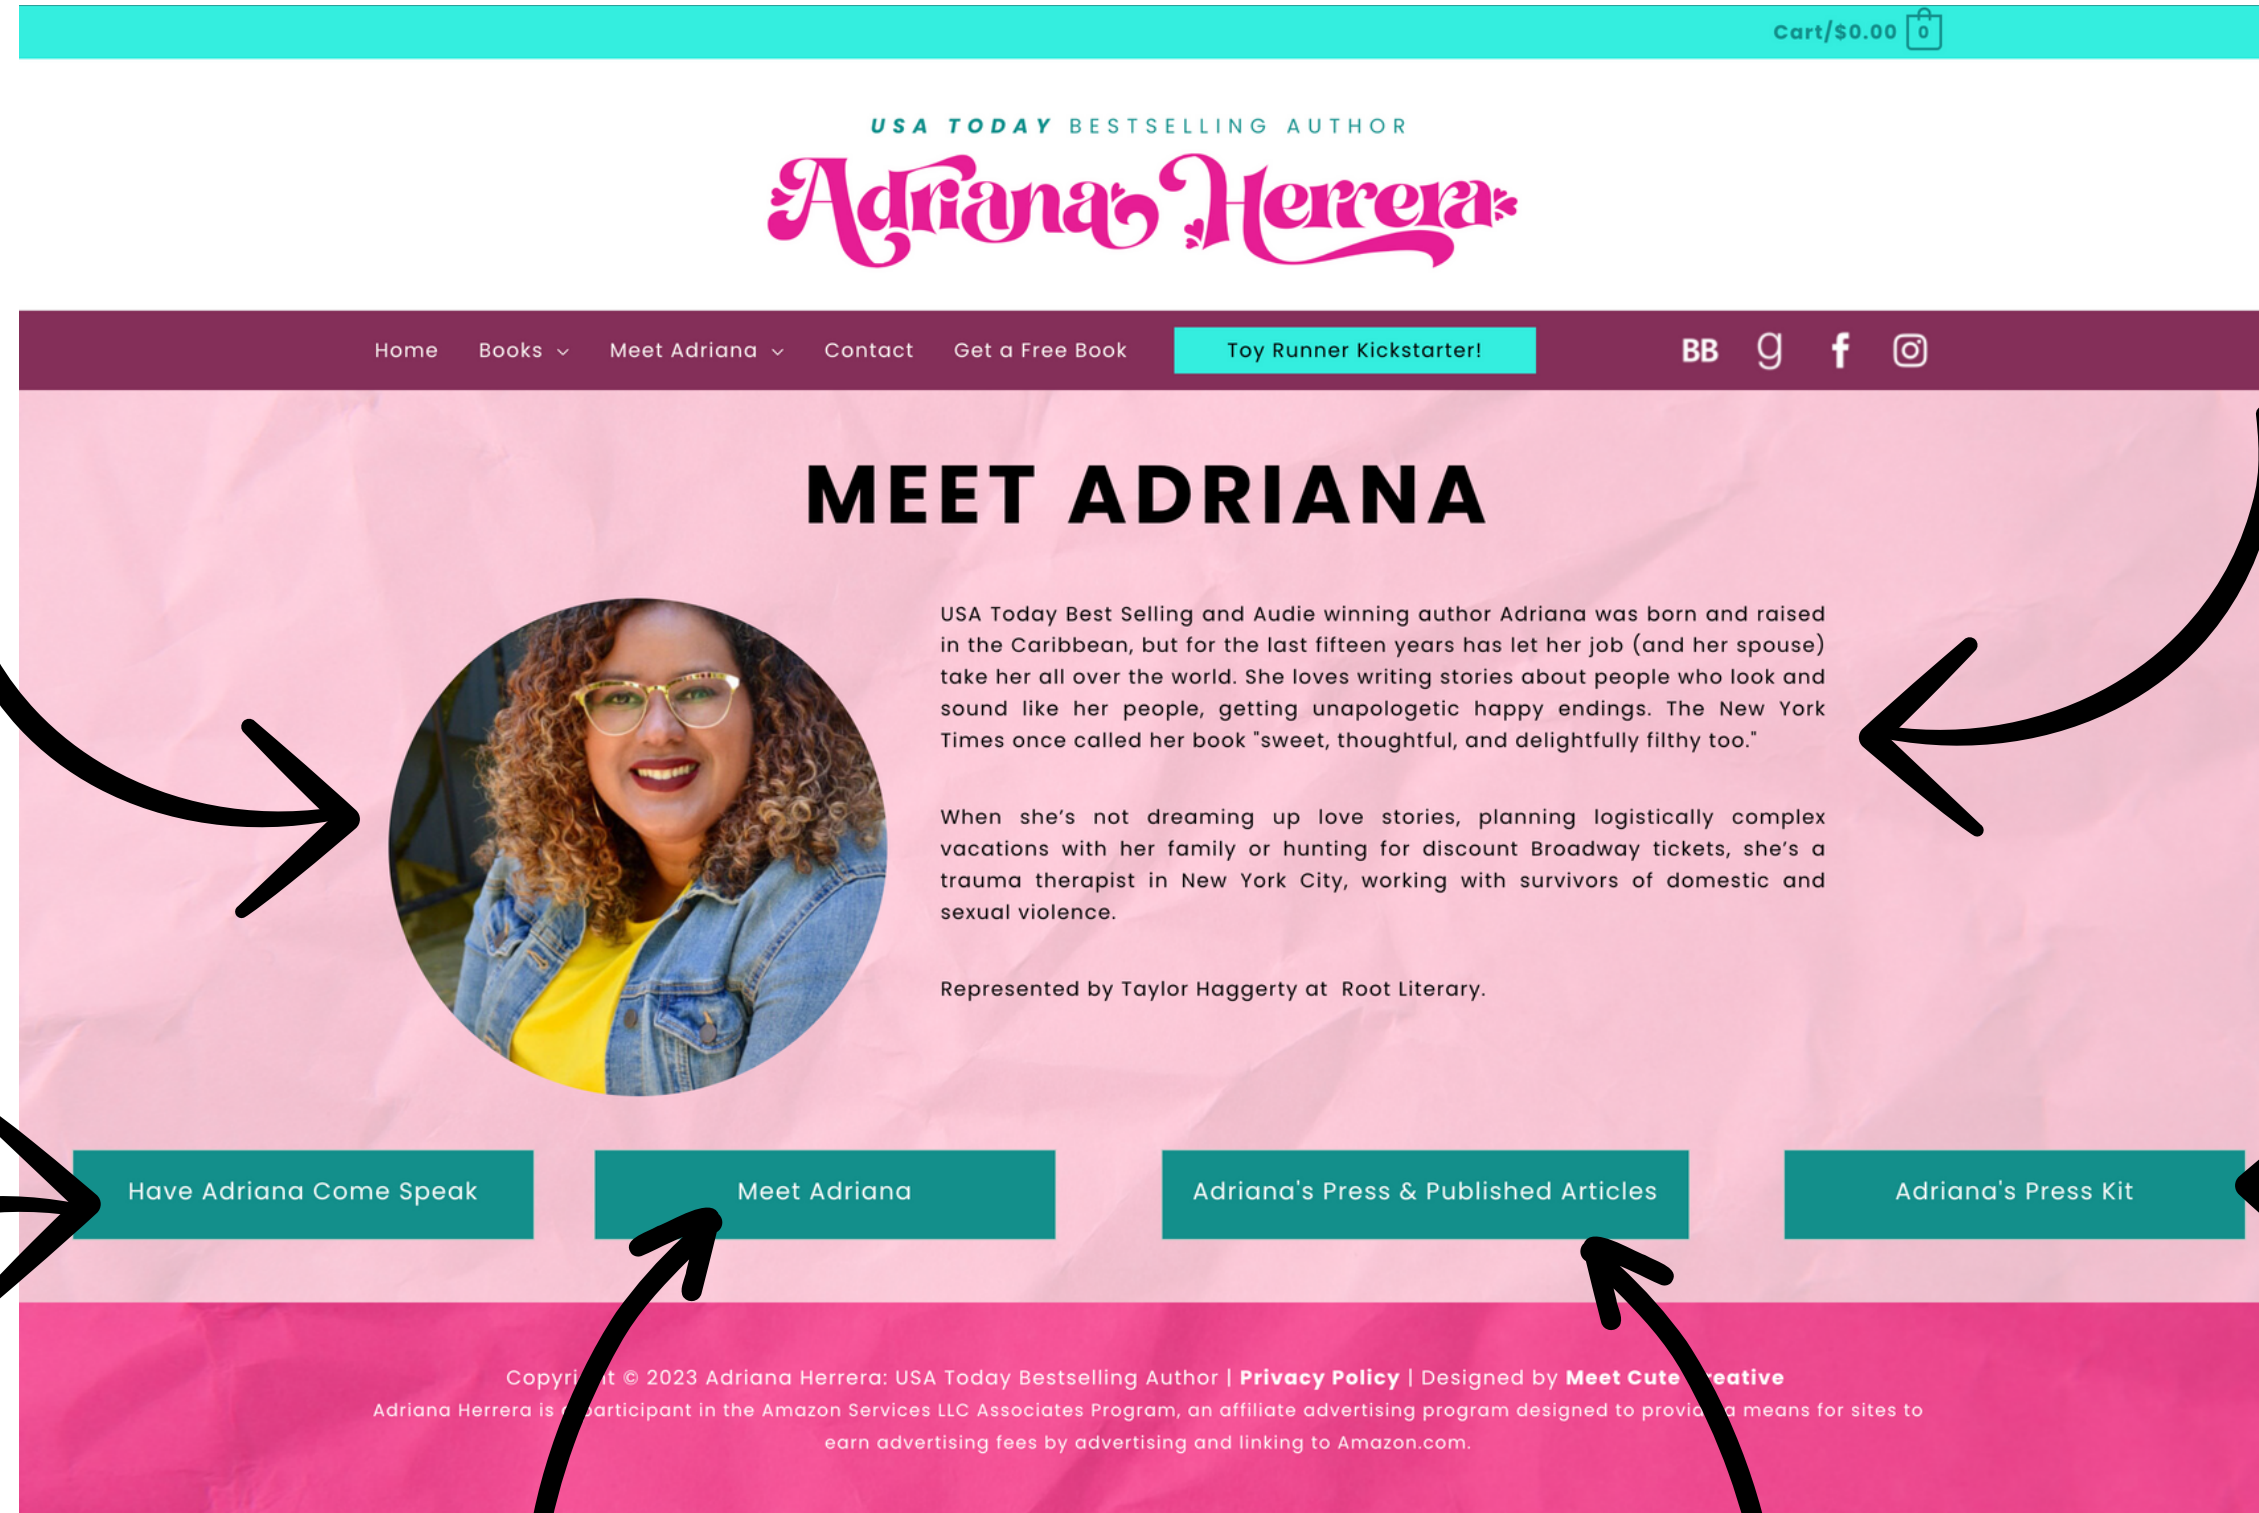 Cart/$0.00 0
USA TODAY BESTSELLING AUTHOR
Adriana Herrera
Home Books Meet Adriana Contact Get a Free Book Toy Runner Kickstarter! BB g f
MEET ADRIANA
USA Today Best Selling and Audie winning author Adriana was born and raised
in the Caribbean, but for the last fifteen years has let her job (and her spouse)
take her all over the world. She loves writing stories about people who look and
sound like her people, getting unapologetic happy endings. The New York
Times once called her book "sweet, thoughtful, and delightfully filthy too."
When she's not dreaming up love stories, planning logistically complex
vacations with her family or hunting for discount Broadway tickets, she's a
trauma therapist in New York City, working with survivors of domestic and
sexual violence.
Represented by Taylor Haggerty at Root Literary.
Have Adriana Come Speak
Meet Adriana
Adriana's Press & Published Articles
Adriana's Press Kit
Copyright © 2023 Adriana Herrera: USA Today Bestselling Author | Privacy Policy | Designed by Meet Cute Creative
Adriana Herrera is a participant in the Amazon Services LLC Associates Program, an affiliate advertising program designed to provide a means for sites to
earn advertising fees by advertising and linking to Amazon.com.